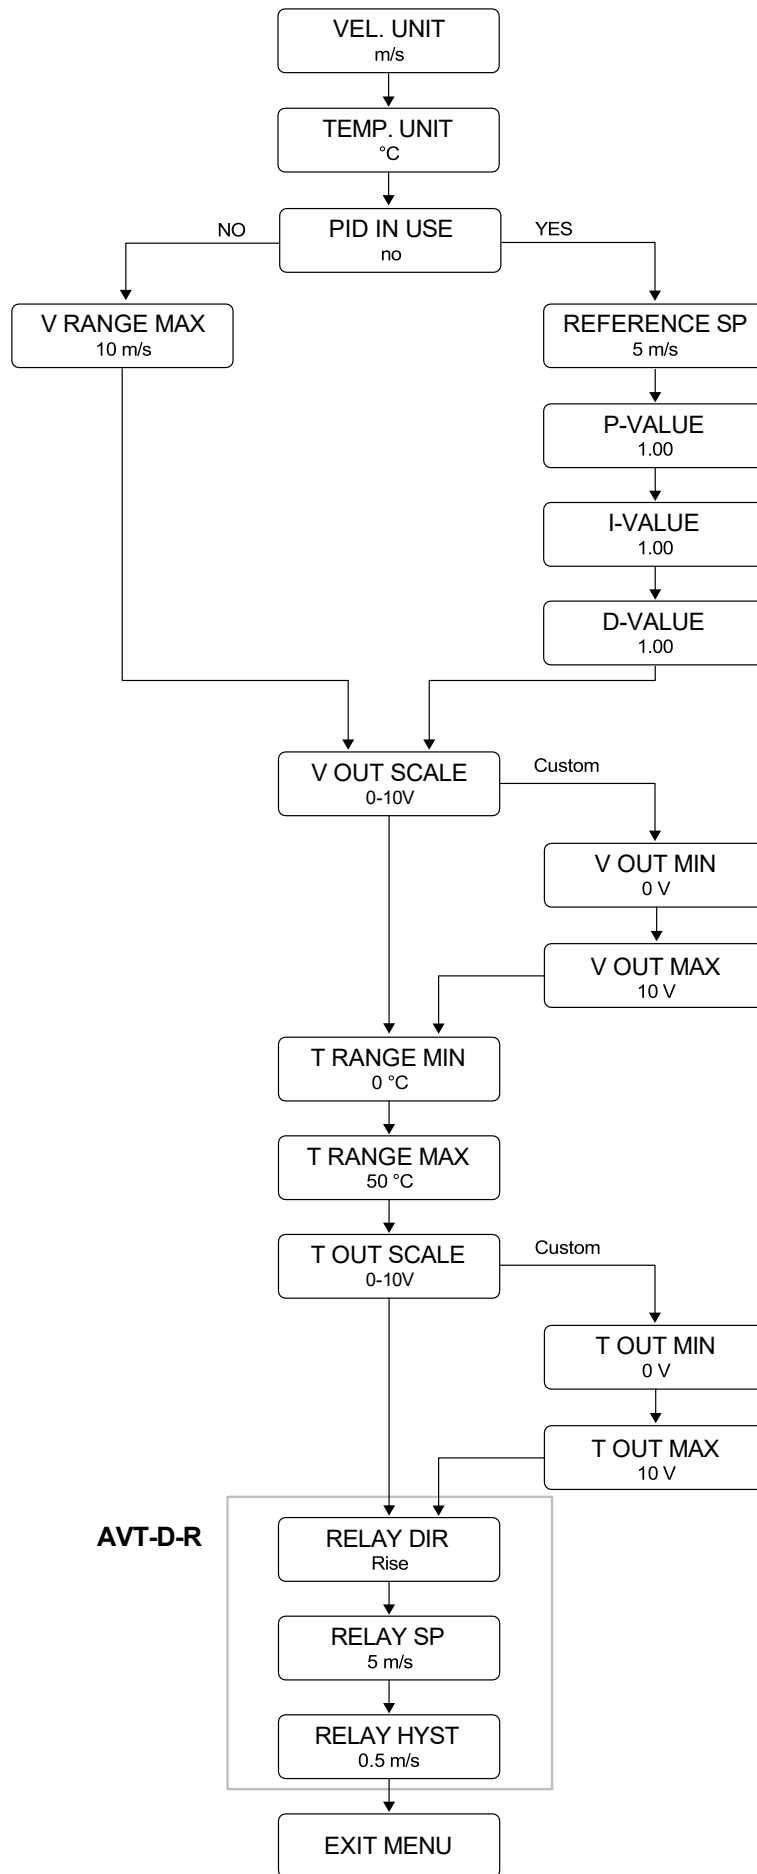 VEL. UNIT
m/s
TEMP. UNIT
°C
NO
PID IN USE
no
YES
V RANGE MAX
10 m/s
REFERENCE SP
5 m/s
P-VALUE
1.00
I-VALUE
1.00
D-VALUE
1.00
V OUT SCALE
0-10V
Custom
V OUT MIN
0 V
V OUT MAX
10 V
T RANGE MIN
0 °C
T RANGE MAX
50 °C
T OUT SCALE
0-10V
Custom
T OUT MIN
0 V
T OUT MAX
10 V
AVT-D-R
RELAY DIR
Rise
RELAY SP
5 m/s
RELAY HYST
0.5 m/s
EXIT MENU